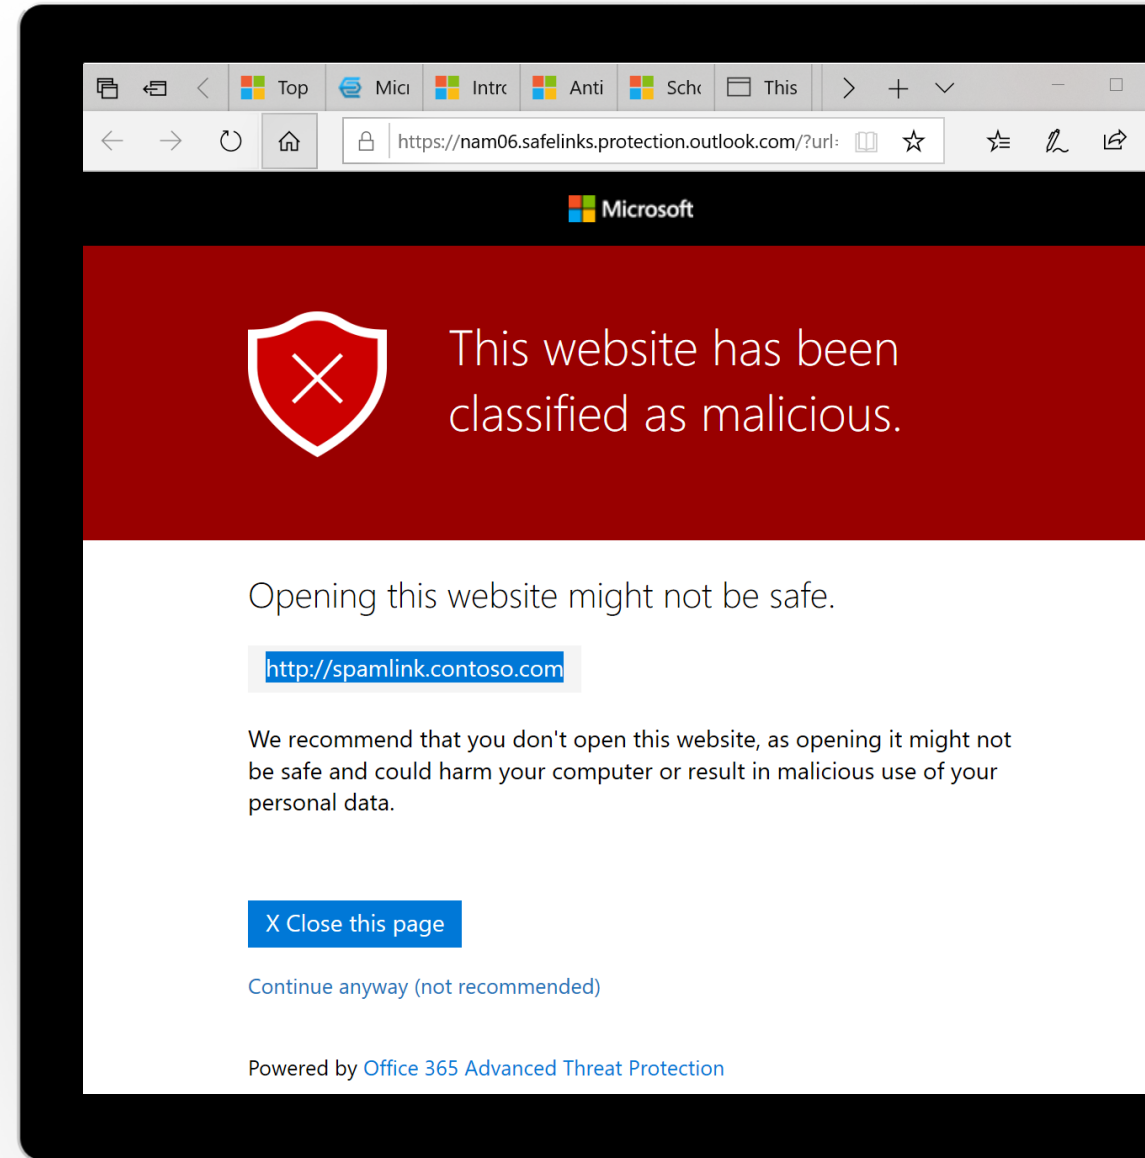 Top Micr Intro Anti Scho This
https://nam06.safelinks.protection.outlook.com/?url=
Microsoft
This website has been
classified as malicious.
Opening this website might not be safe.
http://spamlink.contoso.com
We recommend that you don't open this website, as opening it might not
be safe and could harm your computer or result in malicious use of your
personal data.
X Close this page
Continue anyway (not recommended)
Powered by Office 365 Advanced Threat Protection